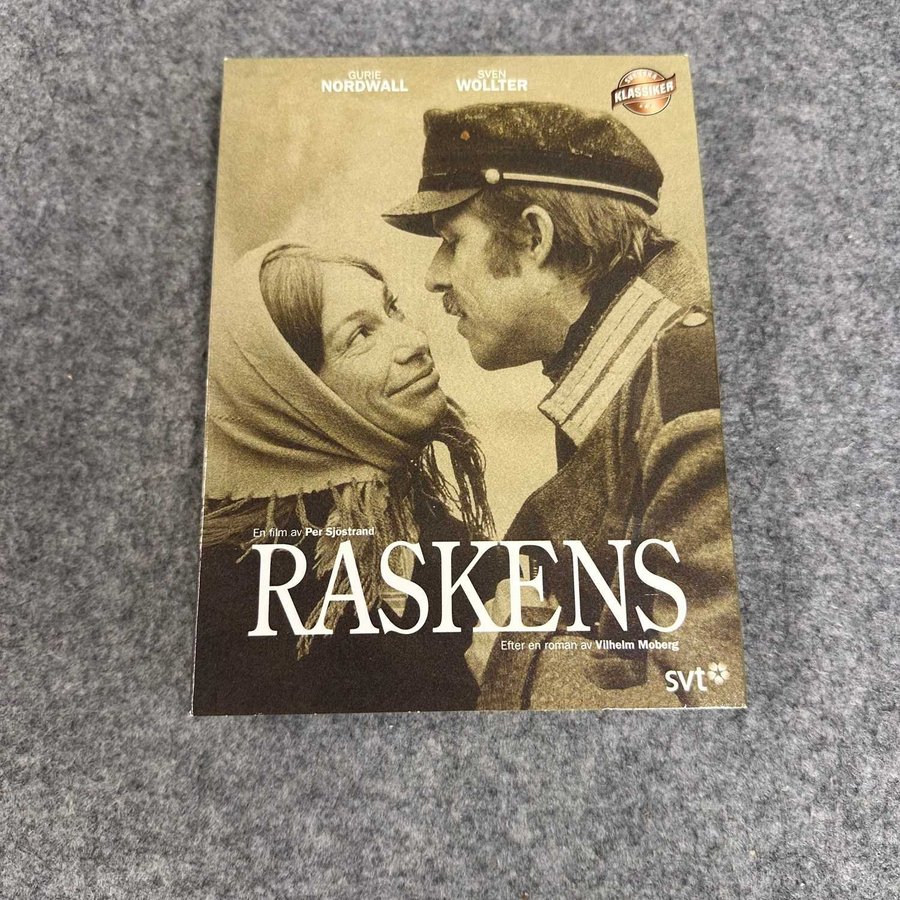 GURIE
NORDWALL
SVEN
WOLLTER
KLASSIKER
En film av Per Sjöstrand
RASKENS
Efter en roman av Vilhelm Moberg
svt